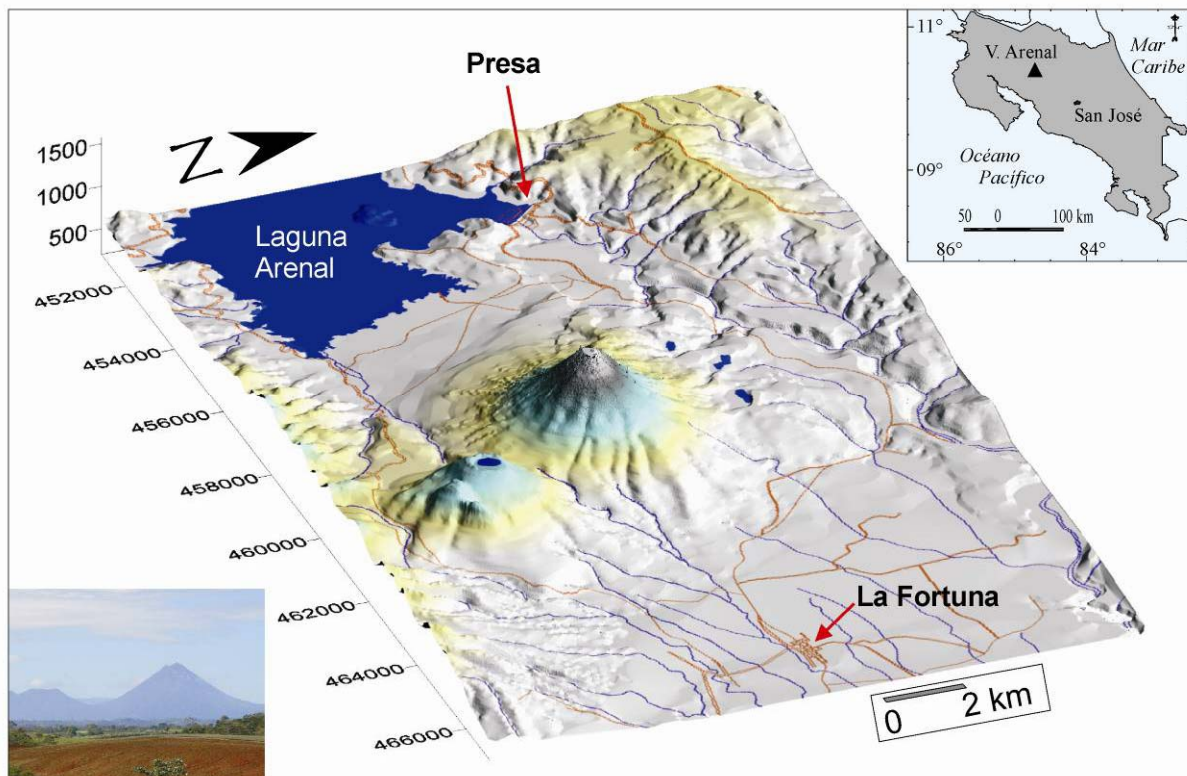 Presa
N
1500
1000
500
Laguna
Arenal
452000
454000
456000
458000
460000
462000
464000
466000
La Fortuna
0 2 km
11°
V. Arenal
Mar
Caribe
San José
09°
Océano
Pacífico
50 0 100 km
86° 84°